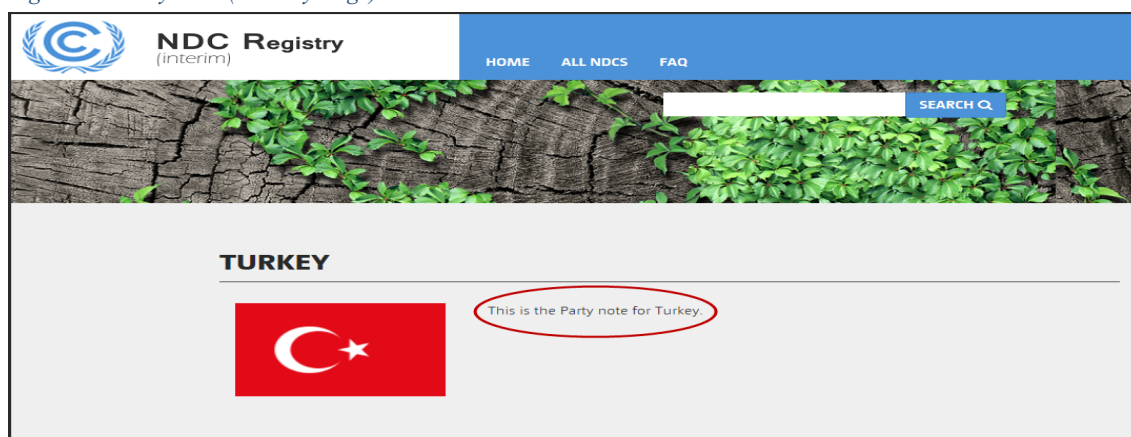 NDC Registry
(interim)
HOME ALL NDCS FAQ
SEARCH
TURKEY
This is the Party note for Turkey.